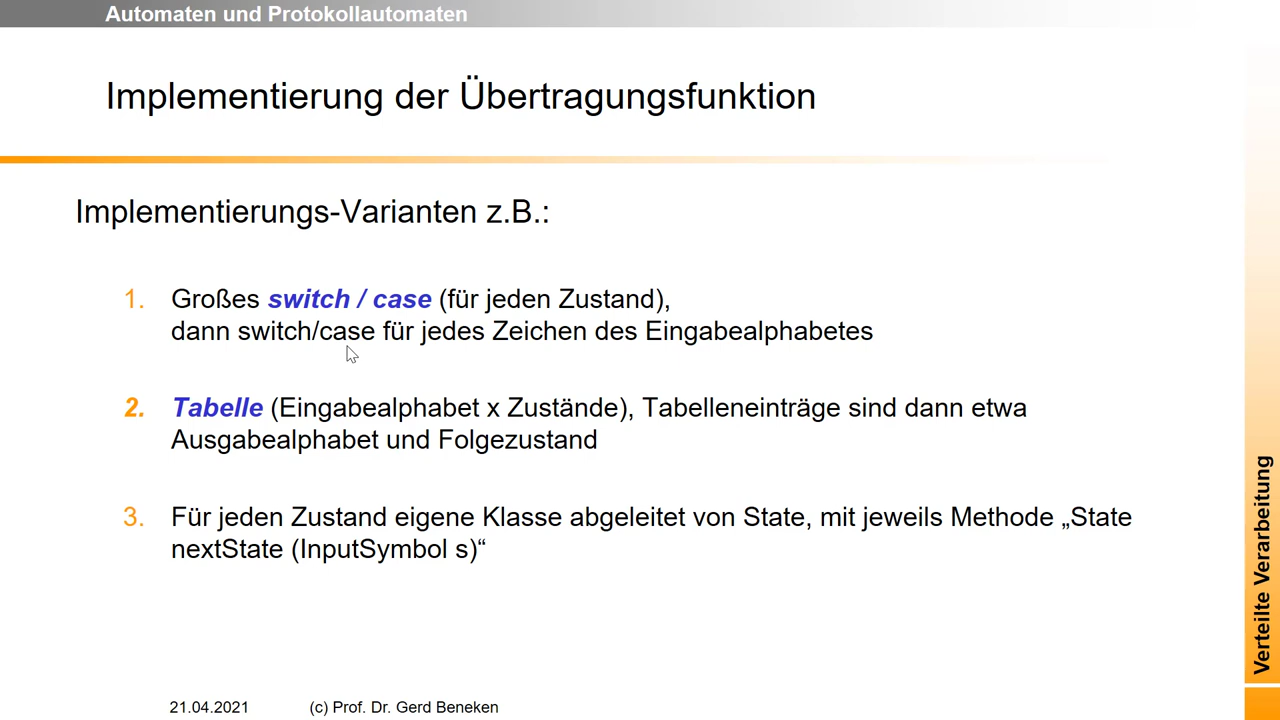 Automaten und Protokollautomaten
Implementierung der Übertragungsfunktion
Implementierungs-Varianten z.B.:
1. Großes switch / case (für jeden Zustand),
dann switch/case für jedes Zeichen des Eingabealphabetes
2. Tabelle (Eingabealphabet x Zustände), Tabelleneinträge sind dann etwa
Ausgabealphabet und Folgezustand
3. Für jeden Zustand eigene Klasse abgeleitet von State, mit jeweils Methode „State
nextState (InputSymbol s)“
21.04.2021 (c) Prof. Dr. Gerd Beneken
Verteilte Verarbeitung